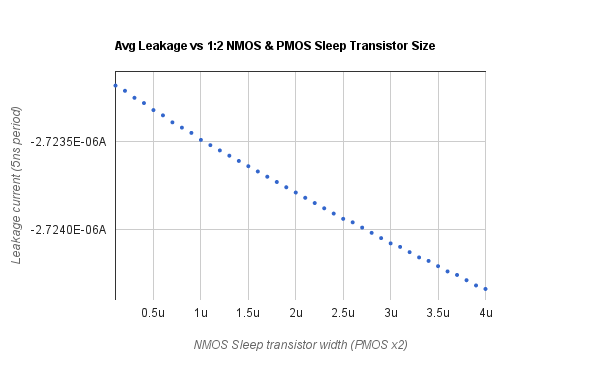 Avg Leakage vs 1:2 NMOS & PMOS Sleep Transistor Size
Leakage current (5ns period)
-2.7235E-06A
-2.7240E-06A
0.5u 1u 1.5u 2u 2.5u 3u 3.5u 4u
NMOS Sleep transistor width (PMOS x2)